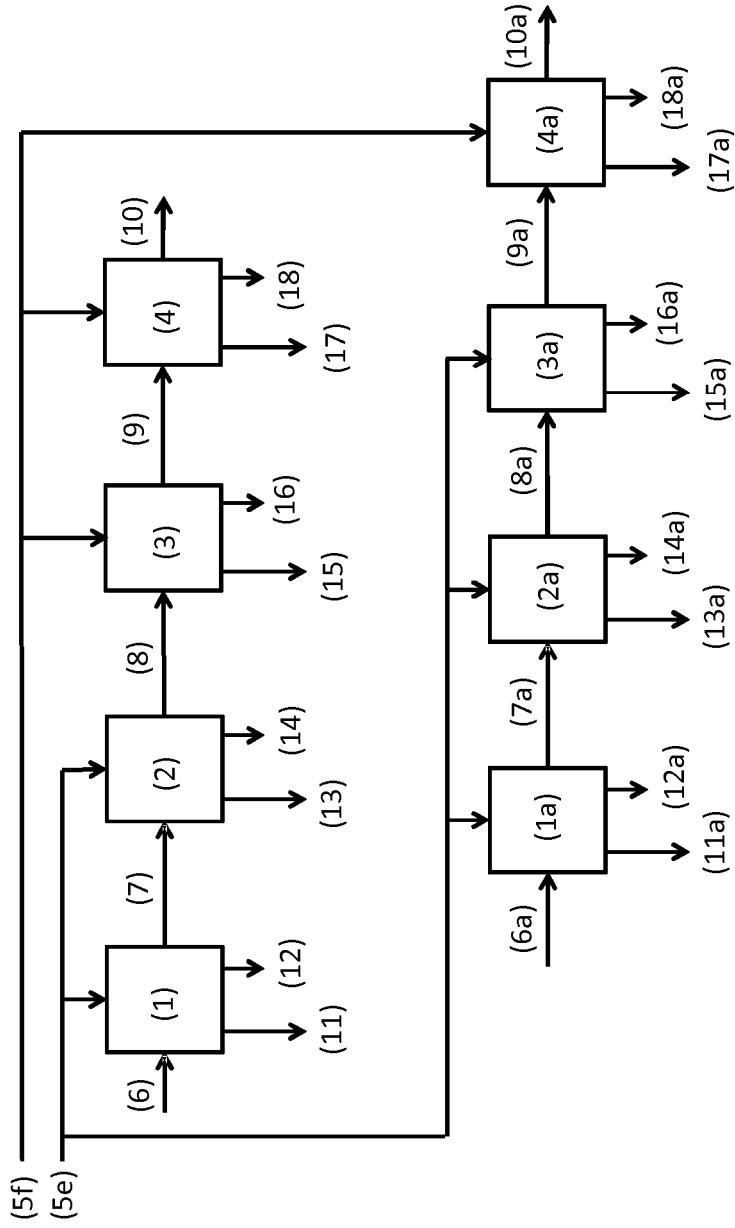 (5f)
(5e)
(6)
(1)
(11)
(12)
(7)
(2)
(13)
(14)
(8)
(3)
(15)
(16)
(9)
(4)
(17)
(18)
(10)
(6a)
(1a)
(11a)
(12a)
(7a)
(2a)
(13a)
(14a)
(8a)
(3a)
(15a)
(16a)
(9a)
(4a)
(17a)
(18a)
(10a)